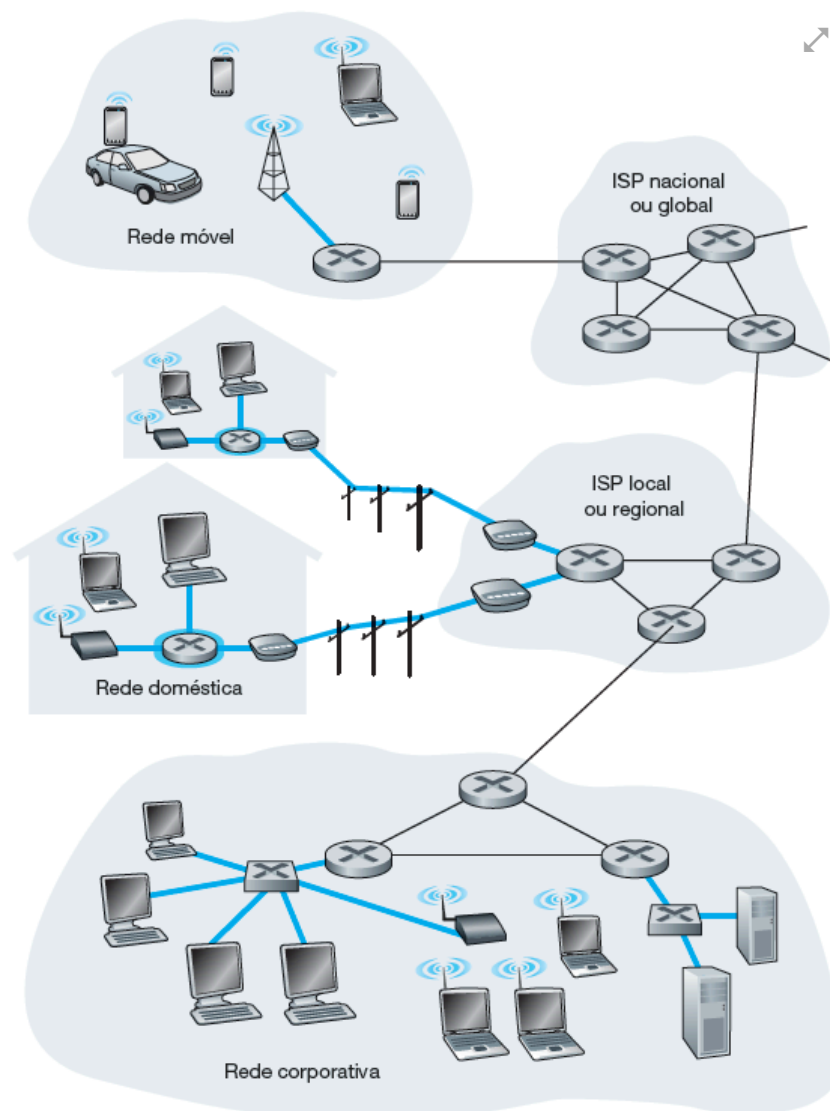 Rede móvel
ISP nacional
ou global
ISP local
ou regional
Rede doméstica
Rede corporativa